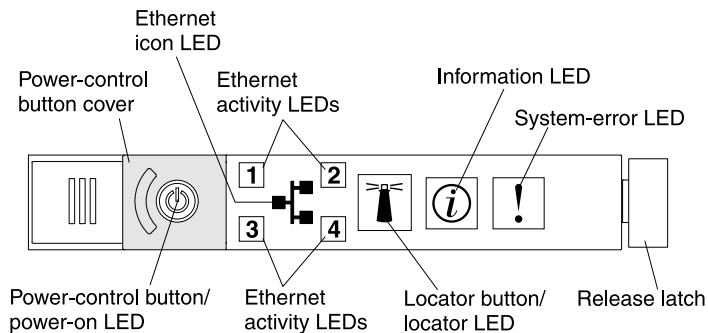 Ethernet
icon LED
Power-control
button cover
Ethernet
activity LEDs
Information LED
System-error LED
1
2
3
4
i
!
Power-control button/
power-on LED
Ethernet
activity LEDs
Locator button/
locator LED
Release latch